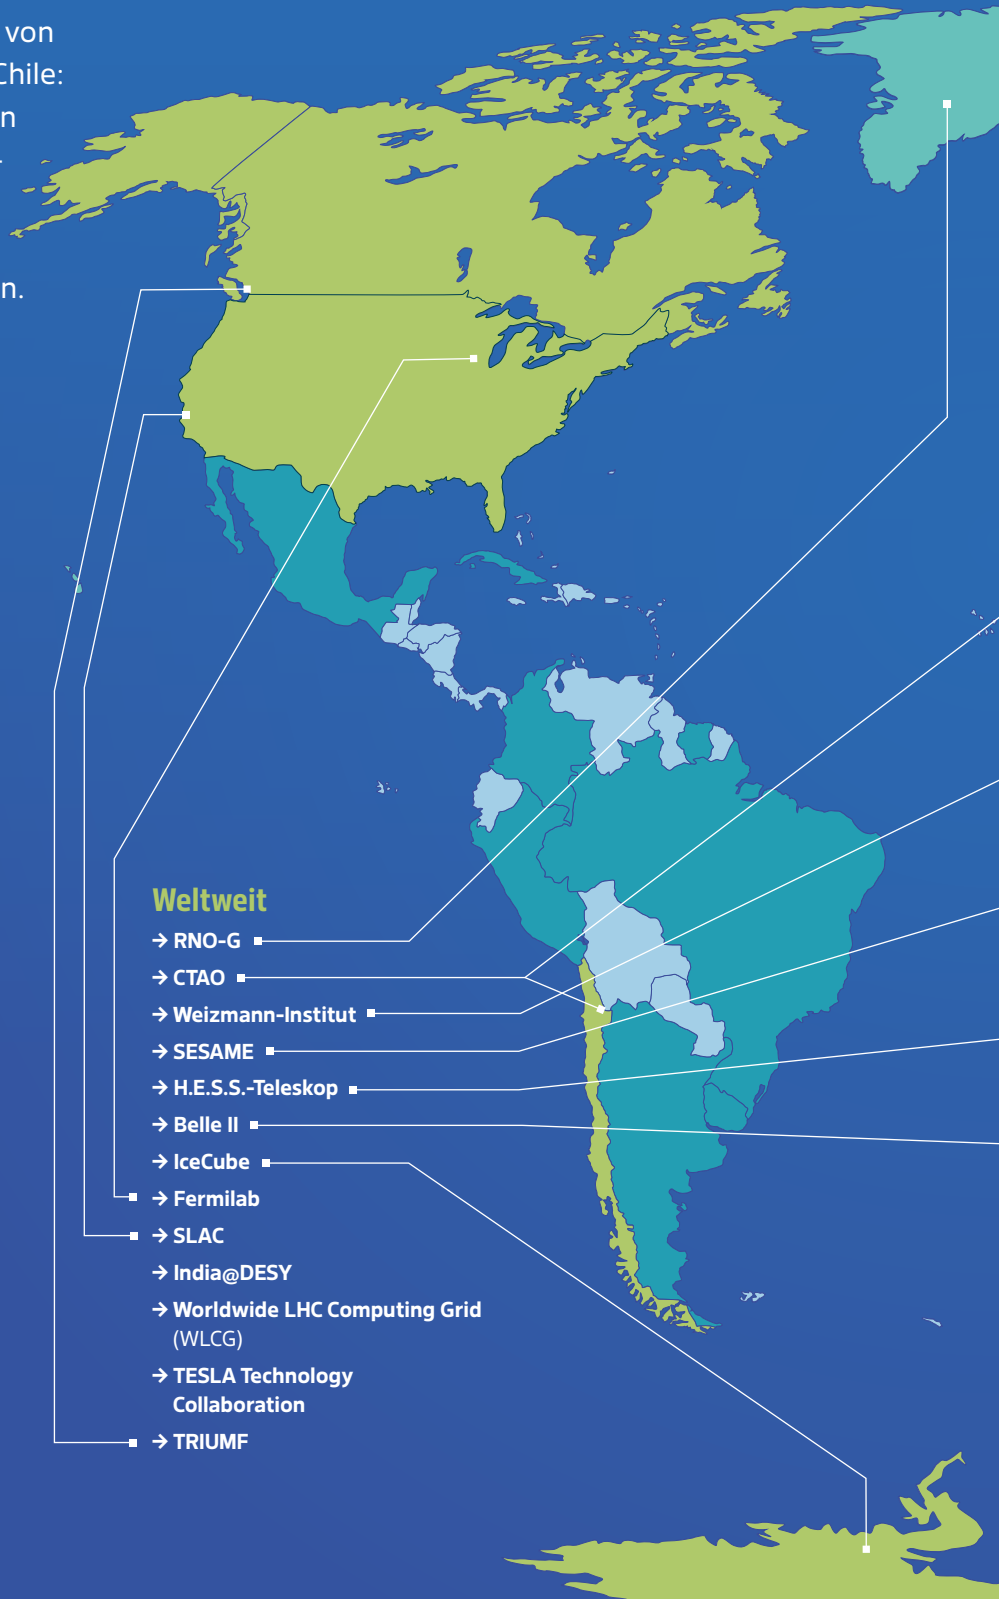 von
Chile:
n
n.
Weltweit
→ RNO-G
→ CTAO
→ Weizmann-Institut
→ SESAME
→ H.E.S.S.-Teleskop
→ Belle II
→ IceCube
→ Fermilab
→ SLAC
→ India@DESY
→ Worldwide LHC Computing Grid
(WLCG)
→ TESLA Technology
Collaboration
→ TRIUMF